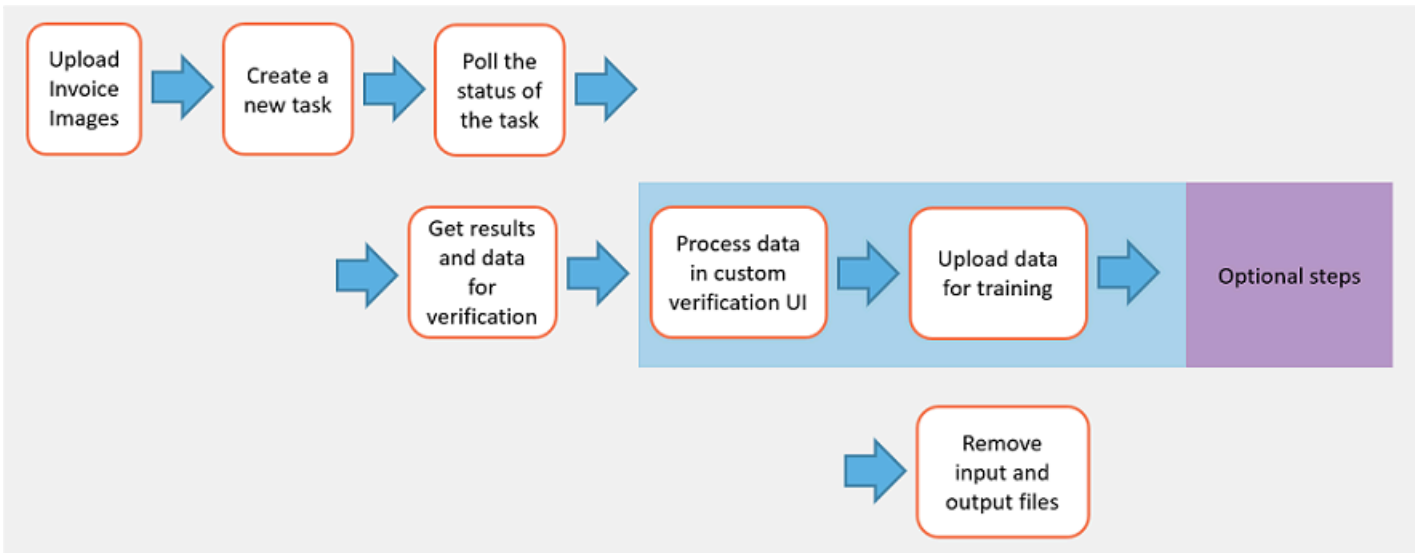 Upload
Invoice
Images
Create a
new task
Poll the
status of
the task
Get results
and data
for
verification
Process data
in custom
verification UI
Upload data
for training
Optional steps
Remove
input and
output files